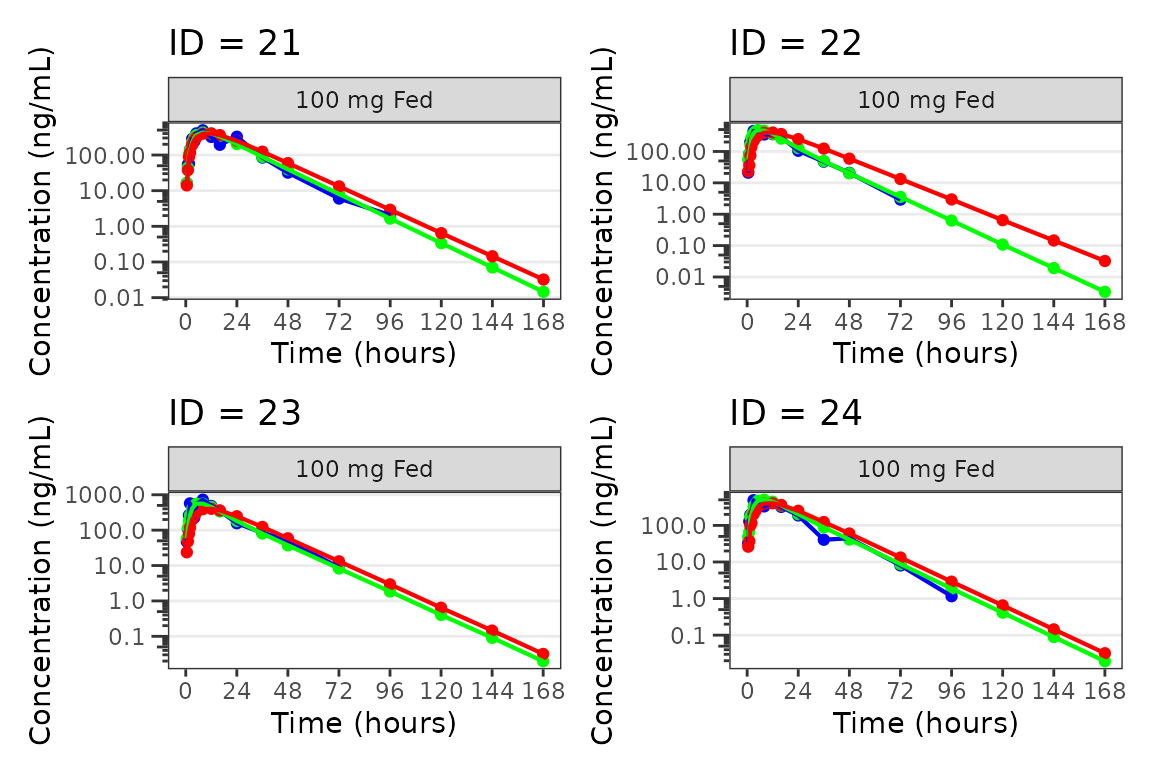 ID = 21
100 mg Fed
Concentration (ng/mL)
100.00
10.00
1.00
0.10
0.01
0 24 48 72 96 120 144 168
Time (hours)
ID = 22
100 mg Fed
Concentration (ng/mL)
100.00
10.00
1.00
0.10
0.01
0 24 48 72 96 120 144 168
Time (hours)
ID = 23
100 mg Fed
Concentration (ng/mL)
1000.0
100.0
10.0
1.0
0.1
0 24 48 72 96 120 144 168
Time (hours)
ID = 24
100 mg Fed
Concentration (ng/mL)
100.0
10.0
1.0
0.1
0 24 48 72 96 120 144 168
Time (hours)